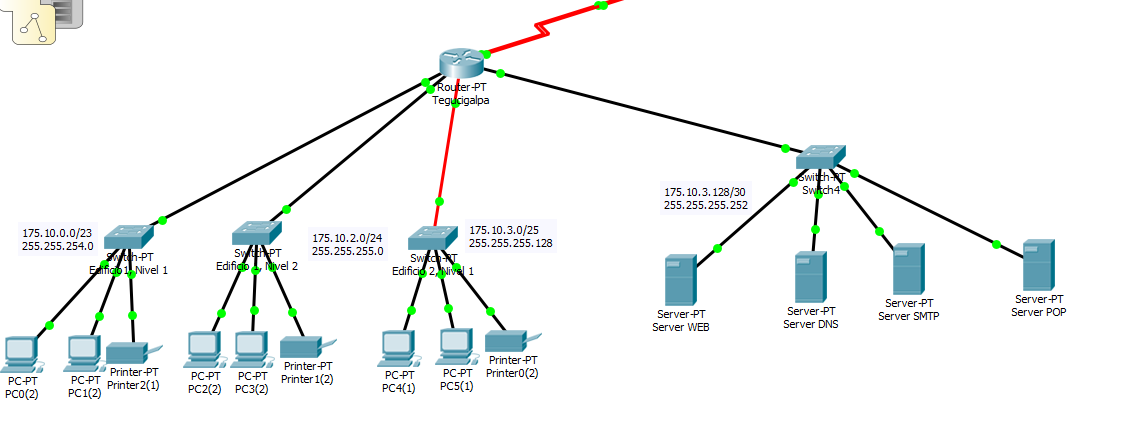 Router-PT
Tegucigalpa
Switch-PT
Switch4
175.10.3.128/30
255.255.255.252
175.10.0.0/23
255.255.254.0
Switch-PT
Edificio1, Nivel 1
Switch-PT
Edificio , Nivel 2
175.10.2.0/24
255.255.255.0
Switch-PT
Edificio 2, Nivel 1
175.10.3.0/25
255.255.255.128
Server-PT
Server WEB
Server-PT
Server DNS
Server-PT
Server SMTP
Server-PT
Server POP
PC-PT
PC0(2)
PC-PT
PC1(2)
Printer-PT
Printer2(1)
PC-PT
PC2(2)
PC-PT
PC3(2)
Printer-PT
Printer1(2)
PC-PT
PC4(1)
PC-PT
PC5(1)
Printer-PT
Printer0(2)